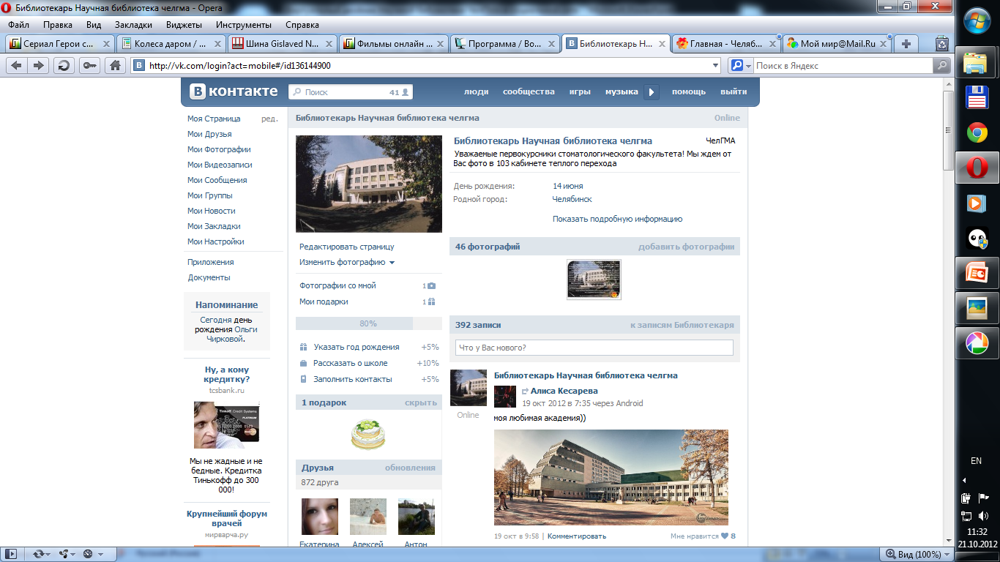 Библиотекарь Научная библиотека челгма - Opera
Файл Правка Вид Закладки Виджеты Инструменты Справка
Сериал Герои с...
Колеса даром / ...
Шина Gislaved N...
Фильмы онлайн ...
Программа / Во...
Библиотекарь Н...
Главная - Челяб...
Мой мир@Mail.Ru
http://vk.com/login?act=mobile#/id136144900
Поиск в Яндекс
В контакте
Поиск 41
люди сообщества игры музыка помощь выйти
Моя Страница ред.
Мои Друзья
Мои Фотографии
Мои Видеозаписи
Мои Сообщения
Мои Группы
Мои Новости
Мои Закладки
Мои Настройки
Приложения
Документы
Напоминание
Сегодня день
рождения Ольги
Чирковой.
Ну, а кому
кредитку?
tcsbank.ru
Tinkoff Credit Systems
PLATINUM
Мы не жадные и не
бедные. Кредитка
Тинькофф до 300
000!
Крупнейший форум
врачей
мирврача.ру
Библиотекарь Научная библиотека челгма Online
Редактировать страницу
Изменить фотографию
Фотографии со мной 1
Мои подарки 1
80%
Указать год рождения +5%
Рассказать о школе +10%
Заполнить контакты +5%
1 подарок скрыть
Друзья обновления
872 друга
Екатерина Алексей Антон
Библиотекарь Научная библиотека челгма ЧелГМА
Уважаемые первокурсники стоматологического факультета! Мы ждем от
Вас фото в 103 кабинете теплого перехода
День рождения: 14 июня
Родной город: Челябинск
Показать подробную информацию
46 фотографий добавить фотографии
392 записи к записям Библиотекаря
Что у Вас нового?
Библиотекарь Научная библиотека челгма
Алиса Кесарева
19 окт 2012 в 7:35 через Android
Online
моя любимая академия))
19 окт в 9:58 | Комментировать Мне нравится 8
EN
11:32
21.10.2012
Вид (100%)